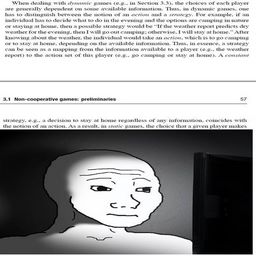 When dealing with dynamic games (e.g., in Section 3.3), the choices of each player
are generally dependent on some available information. Thus, in dynamic games, one
has to distinguish between the notion of an action and a strategy. For example, if an
individual has to decide what to do in the evening and the options are camping in nature
or staying at home, then a possible strategy would be "If the weather report predicts dry
weather for the evening, then I will go out camping; otherwise, I will stay at home." After
knowing about the weather, the individual would take an action, which is to go camping
or to stay at home, depending on the available information. Thus, in essence, a strategy
can be seen as a mapping from the information available to a player (e.g., the weather
report) to the action set of this player (e.g., go camping or stay at home). A constant
3.1 Non-cooperative games: preliminaries 57
strategy, e.g., a decision to stay at home regardless of any information, coincides with
the notion of an action. As a result, in static games, the choice that a given player makes